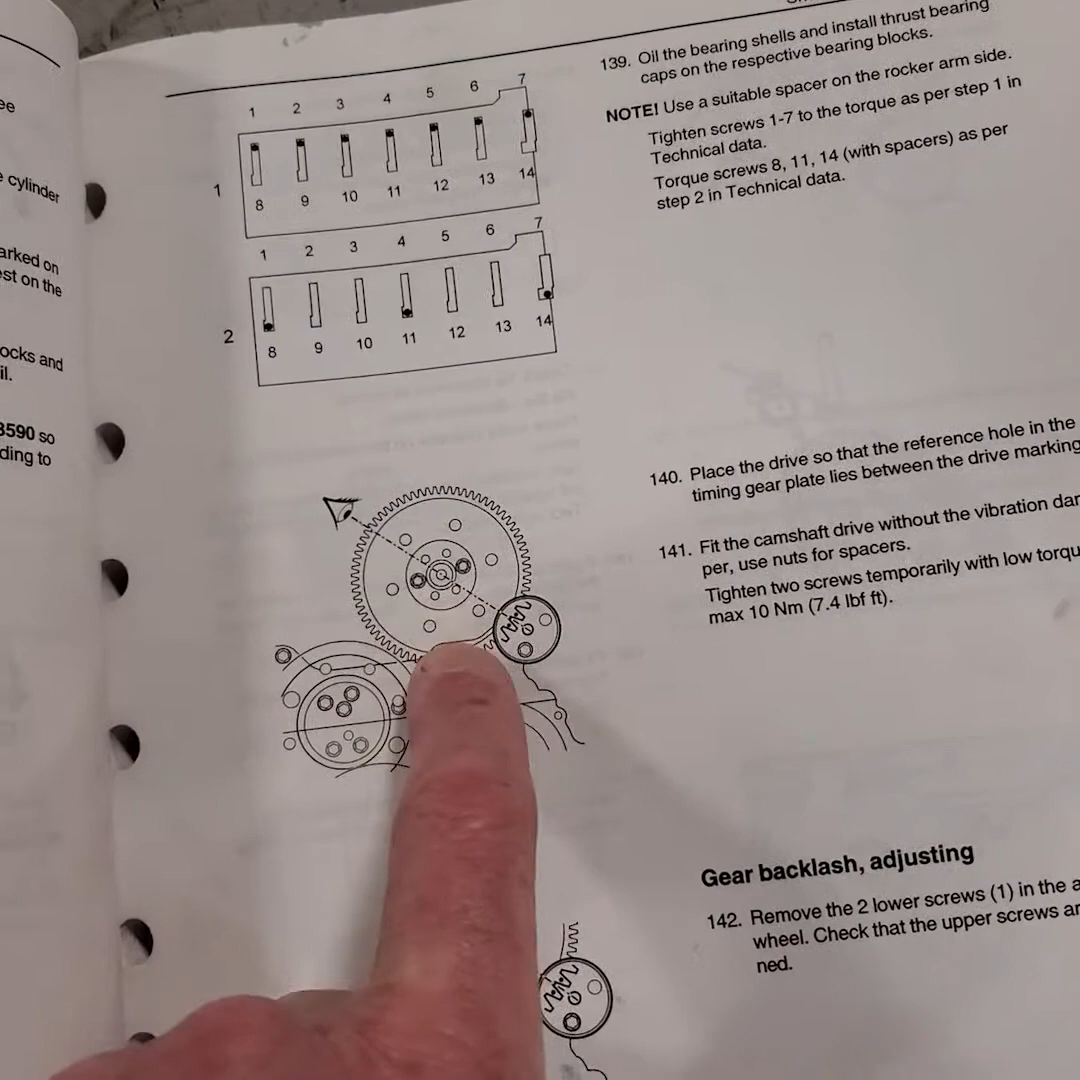 ee
e cylinder
arked on
est on the
ocks and
il.
3590 so
ding to
1 2 3 4 5 6 7
1
8 9 10 11 12 13 14
1 2 3 4 5 6 7
2
8 9 10 11 12 13 14
139. Oil the bearing shells and install thrust bearing
caps on the respective bearing blocks.
NOTE! Use a suitable spacer on the rocker arm side.
Tighten screws 1-7 to the torque as per step 1 in
Technical data.
Torque screws 8, 11, 14 (with spacers) as per
step 2 in Technical data.
140. Place the drive so that the reference hole in the
timing gear plate lies between the drive marking
141. Fit the camshaft drive without the vibration dam
per, use nuts for spacers.
Tighten two screws temporarily with low torqu
max 10 Nm (7.4 lbf ft).
Gear backlash, adjusting
142. Remove the 2 lower screws (1) in the a
wheel. Check that the upper screws ar
ned.